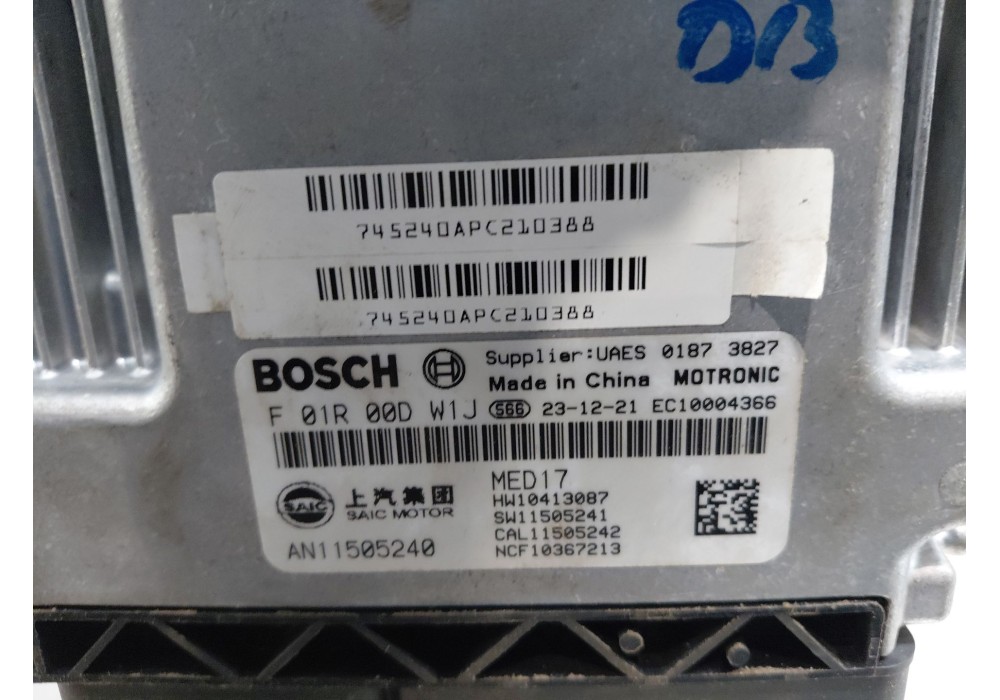 DB
745240APC210388
745240APC210388
BOSCH Supplier:UAES 0187 3827
Made in China MOTRONIC
F 01R 00D W1J 566 23-12-21 EC10004366
MED17
HW10413087
SAIC 上汽集团
SAIC MOTOR
SW11505241
CAL11505242
AN11505240
NCF10367213